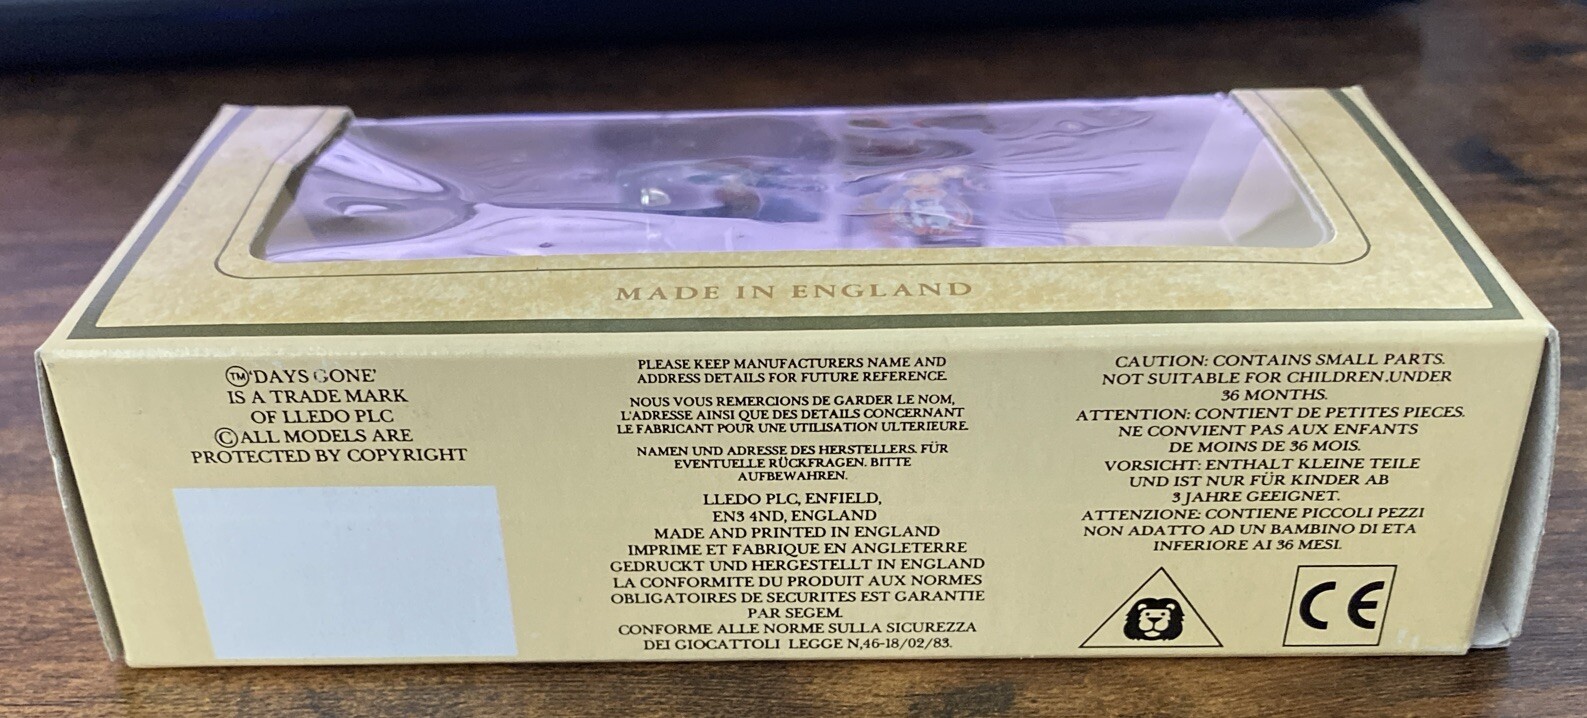 MADE IN ENGLAND
TM 'DAYS GONE'
IS A TRADE MARK
OF LLEDO PLC
©ALL MODELS ARE
PROTECTED BY COPYRIGHT
PLEASE KEEP MANUFACTURERS NAME AND
ADDRESS DETAILS FOR FUTURE REFERENCE.
NOUS VOUS REMERCIONS DE GARDER LE NOM,
L'ADRESSE AINSI QUE DES DETAILS CONCERNANT
LE FABRICANT POUR UNE UTILISATION ULTERIEURE.
NAMEN UND ADRESSE DES HERSTELLERS. FÜR
EVENTUELLE RÜCKFRAGEN. BITTE
AUFBEWAHREN.
LLEDO PLC, ENFIELD,
EN3 4ND, ENGLAND
MADE AND PRINTED IN ENGLAND
IMPRIME ET FABRIQUE EN ANGLETERRE
GEDRUCKT UND HERGESTELLT IN ENGLAND
LA CONFORMITE DU PRODUIT AUX NORMES
OBLIGATOIRES DE SECURITES EST GARANTIE
PAR SEGEM.
CONFORME ALLE NORME SULLA SICUREZZA
DEI GIOCATTOLI LEGGE N,46-18/02/83.
CAUTION: CONTAINS SMALL PARTS.
NOT SUITABLE FOR CHILDREN.UNDER
36 MONTHS.
ATTENTION: CONTIENT DE PETITES PIECES.
NE CONVIENT PAS AUX ENFANTS
DE MOINS DE 36 MOIS.
VORSICHT: ENTHALT KLEINE TEILE
UND IST NUR FÜR KINDER AB
3 JAHRE GEEIGNET.
ATTENZIONE: CONTIENE PICCOLI PEZZI
NON ADATTO AD UN BAMBINO DI ETA
INFERIORE AI 36 MESI.
CE